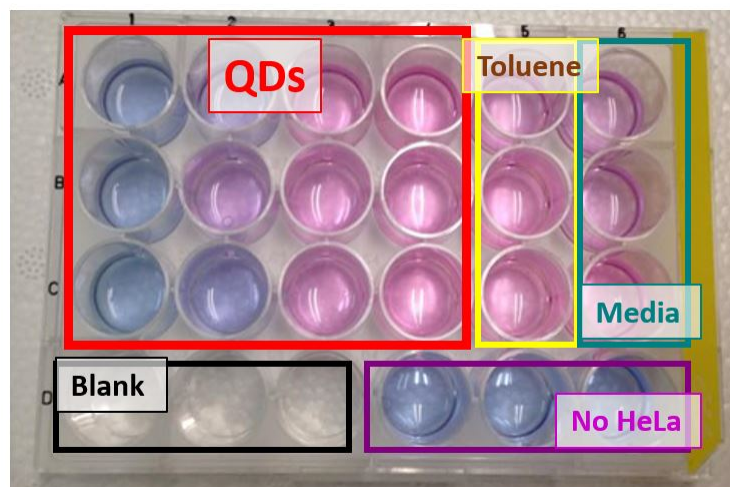 1 2 3 4 5 6
QDs
Toluene
A
B
C
Media
Blank
D
No HeLa